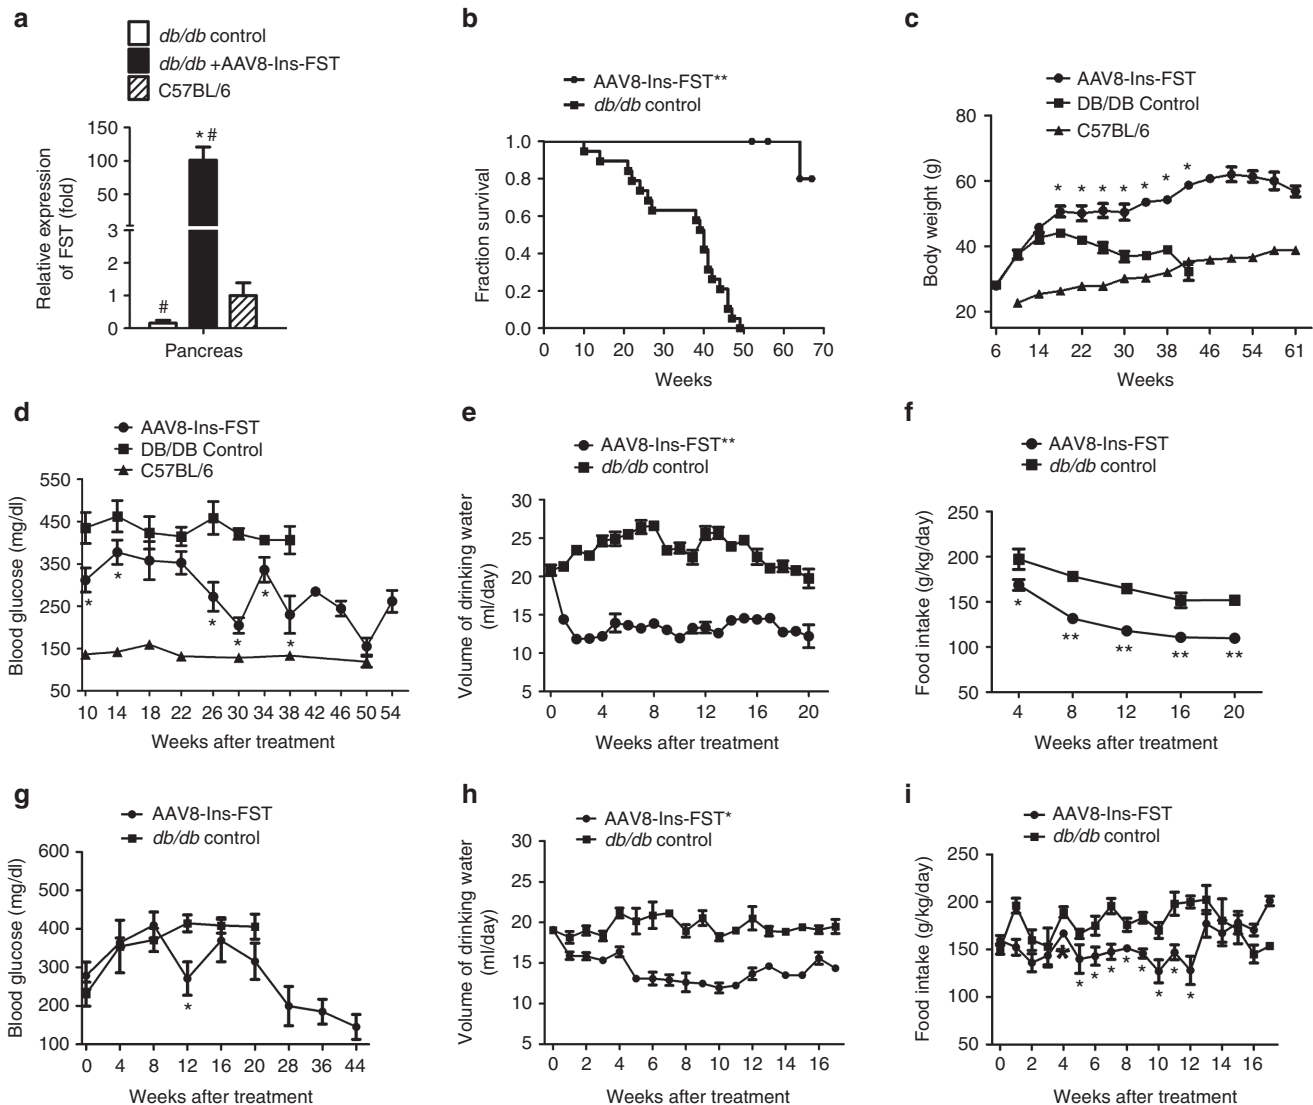 a
db/db control
db/db +AAV8-Ins-FST
C57BL/6
Relative expression
of FST (fold)
150
100
50
3
2
1
0
* #
#
Pancreas
b
AAV8-Ins-FST**
db/db control
Fraction survival
1.0
0.8
0.6
0.4
0.2
0.0
0 10 20 30 40 50 60 70
Weeks
c
AAV8-Ins-FST
DB/DB Control
C57BL/6
Body weight (g)
80
60
40
20
* * * * * * *
6 14 22 30 38 46 54 61
Weeks
d
AAV8-Ins-FST
DB/DB Control
C57BL/6
Blood glucose (mg/dl)
550
450
350
250
150
50
* * * * * *
10 14 18 22 26 30 34 38 42 46 50 54
Weeks after treatment
e
AAV8-Ins-FST**
db/db control
Volume of drinking water
(ml/day)
30
25
20
15
10
5
0 4 8 12 16 20
Weeks after treatment
f
AAV8-Ins-FST
db/db control
Food intake (g/kg/day)
250
200
150
100
50
* ** ** ** **
4 8 12 16 20
Weeks after treatment
g
AAV8-Ins-FST
db/db control
Blood glucose (mg/dl)
600
500
400
300
200
100
*
0 4 8 12 16 20 28 36 44
Weeks after treatment
h
AAV8-Ins-FST*
db/db control
Volume of drinking water
(ml/day)
30
25
20
15
10
5
0 2 4 6 8 10 12 14 16
Weeks after treatment
i
AAV8-Ins-FST
db/db control
Food intake (g/kg/day)
250
200
150
100
50
* * * * * * * * *
0 2 4 6 8 10 12 14 16
Weeks after treatment